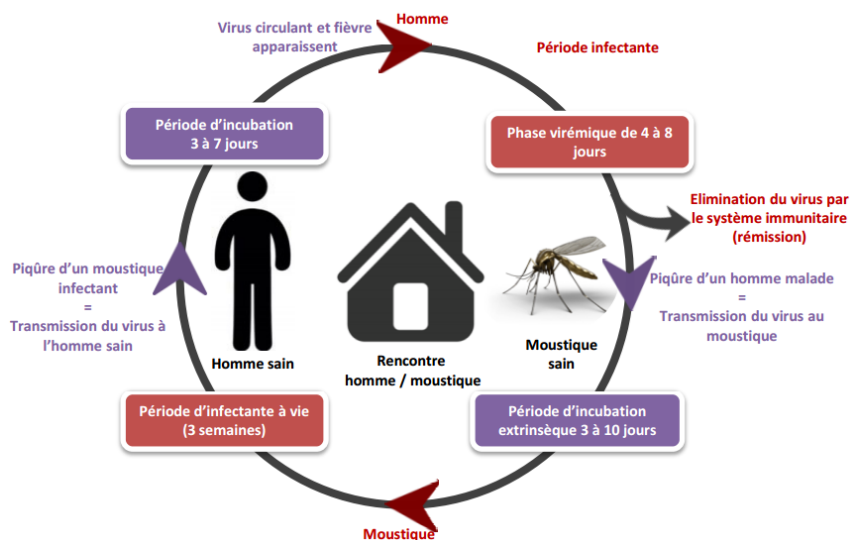 Homme
Virus circulant et fièvre
apparaissent
Période infectante
Période d'incubation
3 à 7 jours
Phase virémique de 4 à 8
jours
Elimination du virus par
le système immunitaire
(rémission)
Piqûre d'un moustique
infectant
=
Transmission du virus à
l'homme sain
Piqûre d'un homme malade
=
Transmission du virus au
moustique
Homme sain
Rencontre
homme / moustique
Moustique
sain
Période d'infectante à vie
(3 semaines)
Période d'incubation
extrinsèque 3 à 10 jours
Moustique